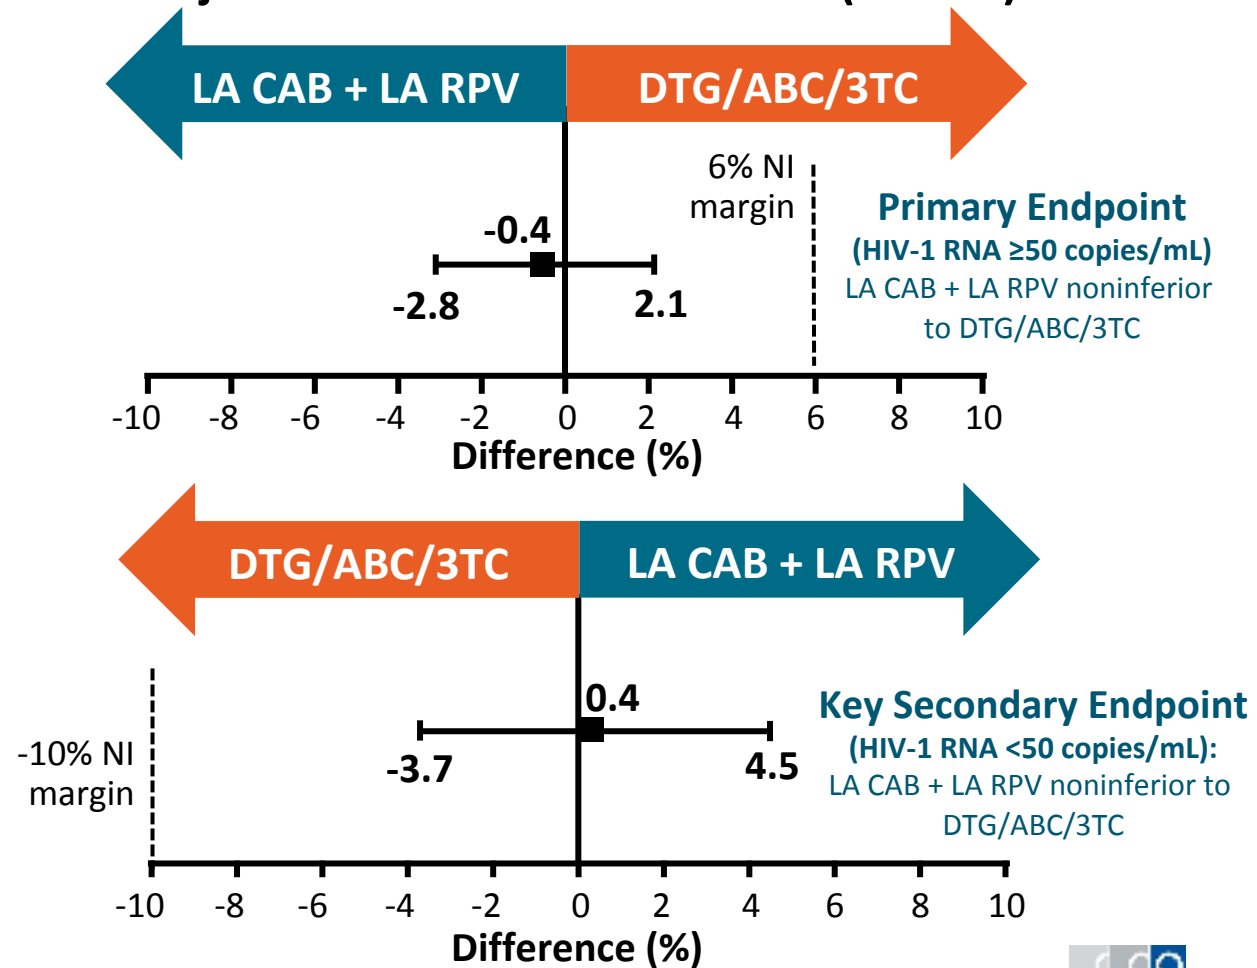 LA CAB + LA RPV
DTG/ABC/3TC
6% NI
margin
Primary Endpoint
(HIV-1 RNA ≥50 copies/mL)
LA CAB + LA RPV noninferior
to DTG/ABC/3TC
-0.4
-2.8
2.1
-10 -8 -6 -4 -2 0 2 4 6 8 10
Difference (%)
DTG/ABC/3TC
LA CAB + LA RPV
-10% NI
margin
0.4
-3.7
4.5
Key Secondary Endpoint
(HIV-1 RNA <50 copies/mL):
LA CAB + LA RPV noninferior to
DTG/ABC/3TC
-10 -8 -6 -4 -2 0 2 4 6 8 10
Difference (%)